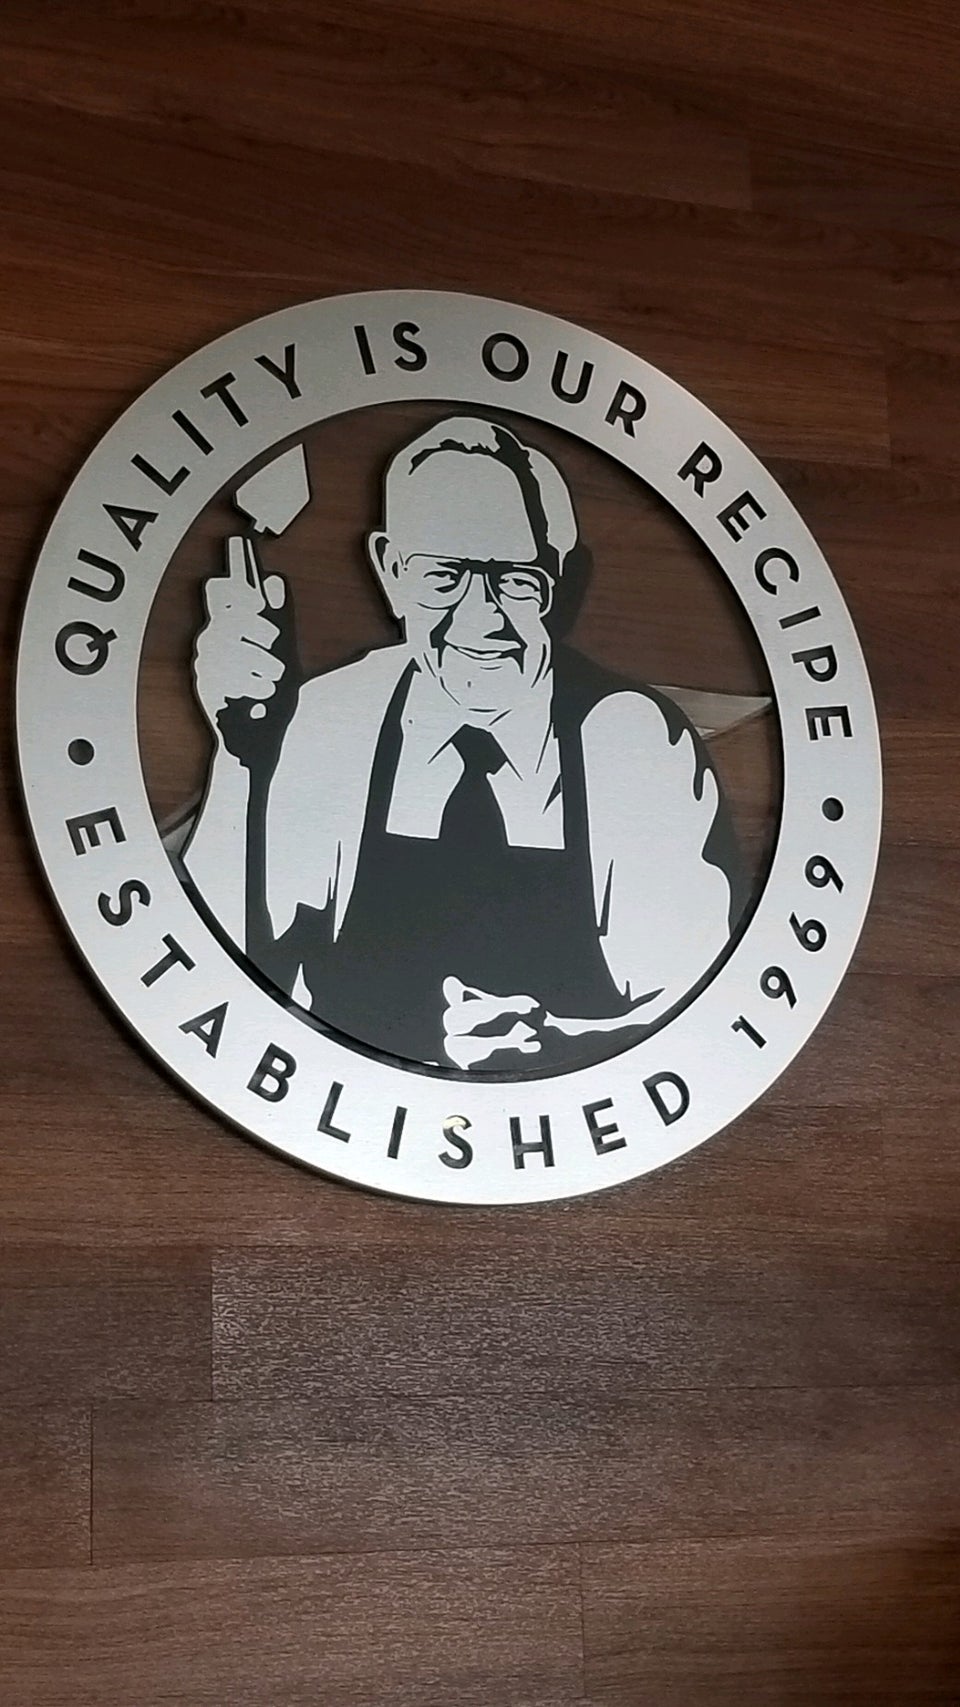 QUALITY IS OUR RECIPE
• ESTABLISHED 1969 •